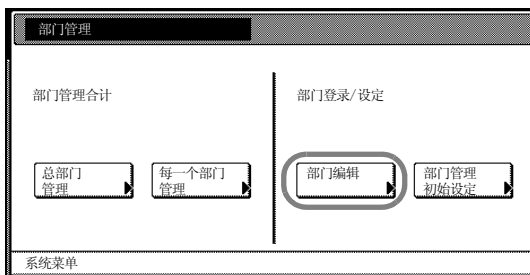 部门管理
部门管理合计
部门登录/设定
总部门
管理
每一个部门
管理
部门编辑
部门管理
初始设定
系统菜单